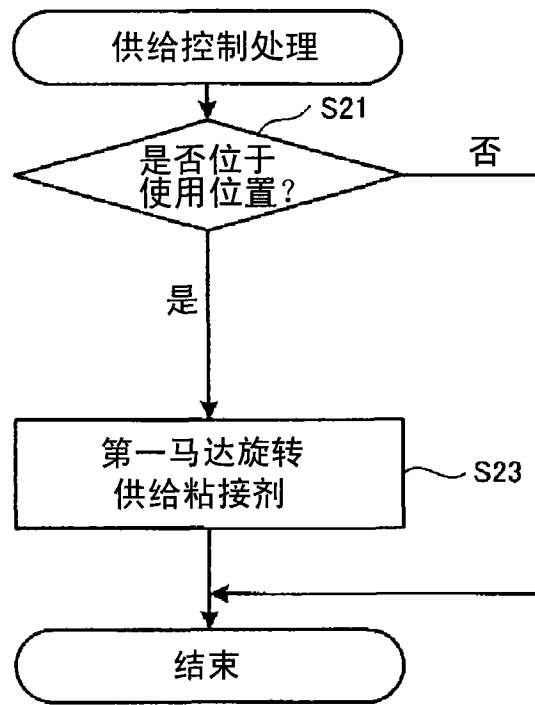 供给控制处理
S21
是否位于
使用位置?
否
是
第一马达旋转
供给粘接剂
S23
结束